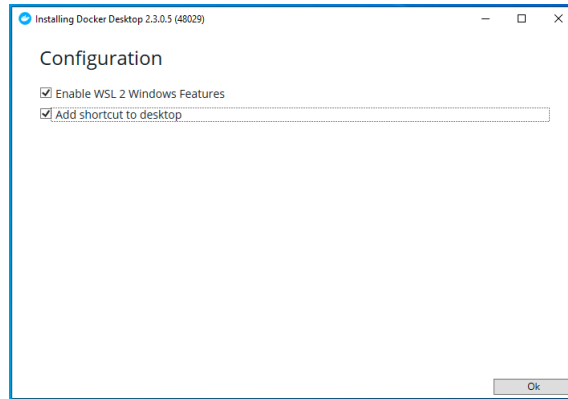 Installing Docker Desktop 2.3.0.5 (48029)
Configuration
Enable WSL 2 Windows Features
Add shortcut to desktop
Ok